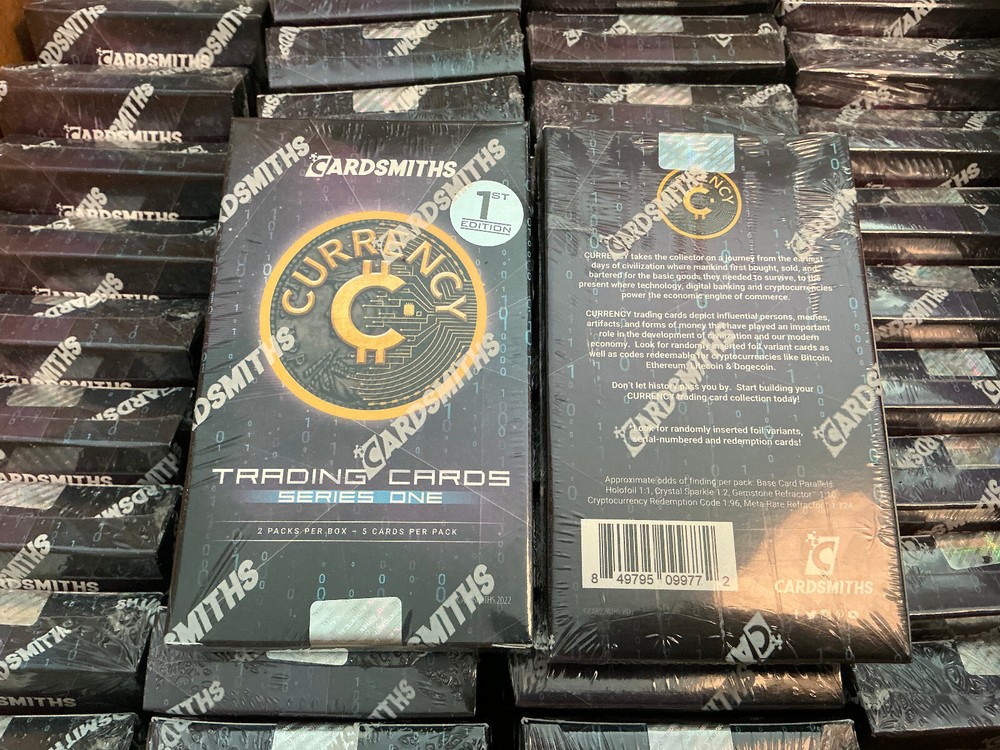 CARDSMITHS
1ST
EDITION
CURRENCY
TRADING CARDS
SERIES ONE
2 PACKS PER BOX – 5 CARDS PER PACK
CURRENCY takes the collector on a journey from the earliest
days of civilization where mankind first bought, sold, and
bartered for the basic goods they needed to survive, to the
present where technology, digital banking and cryptocurrencies
power the economic engine of commerce.
CURRENCY trading cards depict influential persons, memes,
artifacts, and forms of money that have played an important
role in the development of civilization and our modern
economy. Look for randomly inserted foil variant cards as
well as codes redeemable for cryptocurrencies like Bitcoin,
Ethereum, Litecoin & Dogecoin.
Don't let history pass you by. Start building your
CURRENCY trading card collection today!
*Look for randomly inserted foil variants,
serial-numbered and redemption cards!
Approximate odds of finding per pack: Base Card Parallels
Holofoil 1:1, Crystal Sparkle 1:2, Gemstone Refractor 1:10
Cryptocurrency Redemption Code 1:96, Meta Rare Refractor
8 49795 09977 2
CARDSMITHS
CARDSMITHS
CARDSMITHS
CARDSMITHS
CARDSMITHS